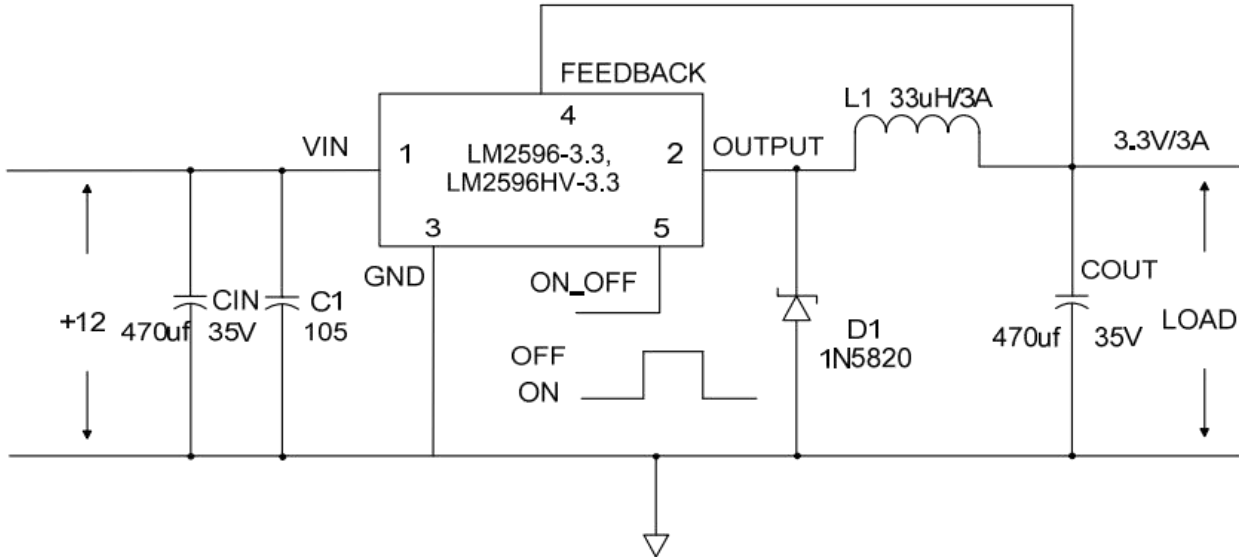 FEEDBACK
L1 33uH/3A
4
VIN
1
LM2596-3.3,
2
OUTPUT
3.3V/3A
LM2596HV-3.3
3
5
GND
ON_OFF
COUT
+12
CIN
C1
470uf
35V
105
D1
1N5820
470uf
35V
LOAD
OFF
ON